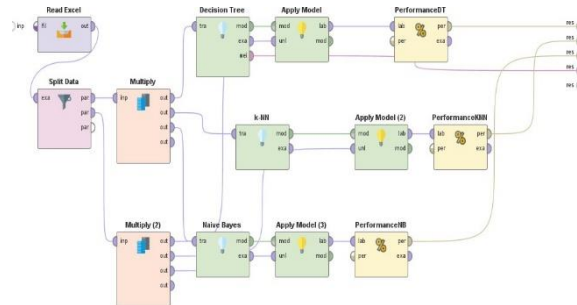 Read Excel
inp
fil
out
Decision Tree
tra
mod
exa
wei
Apply Model
mod
lab
unl
mod
PerformanceDT
lab
per
per
exa
res
res
res
res
res
Split Data
exa
par
par
par
Multiply
inp
out
out
out
out
k-NN
tra
mod
exa
Apply Model (2)
mod
lab
unl
mod
PerformanceKNN
lab
per
per
exa
Multiply (2)
inp
out
out
out
out
Naive Bayes
tra
mod
exa
Apply Model (3)
mod
lab
unl
mod
PerformanceNB
lab
per
per
exa